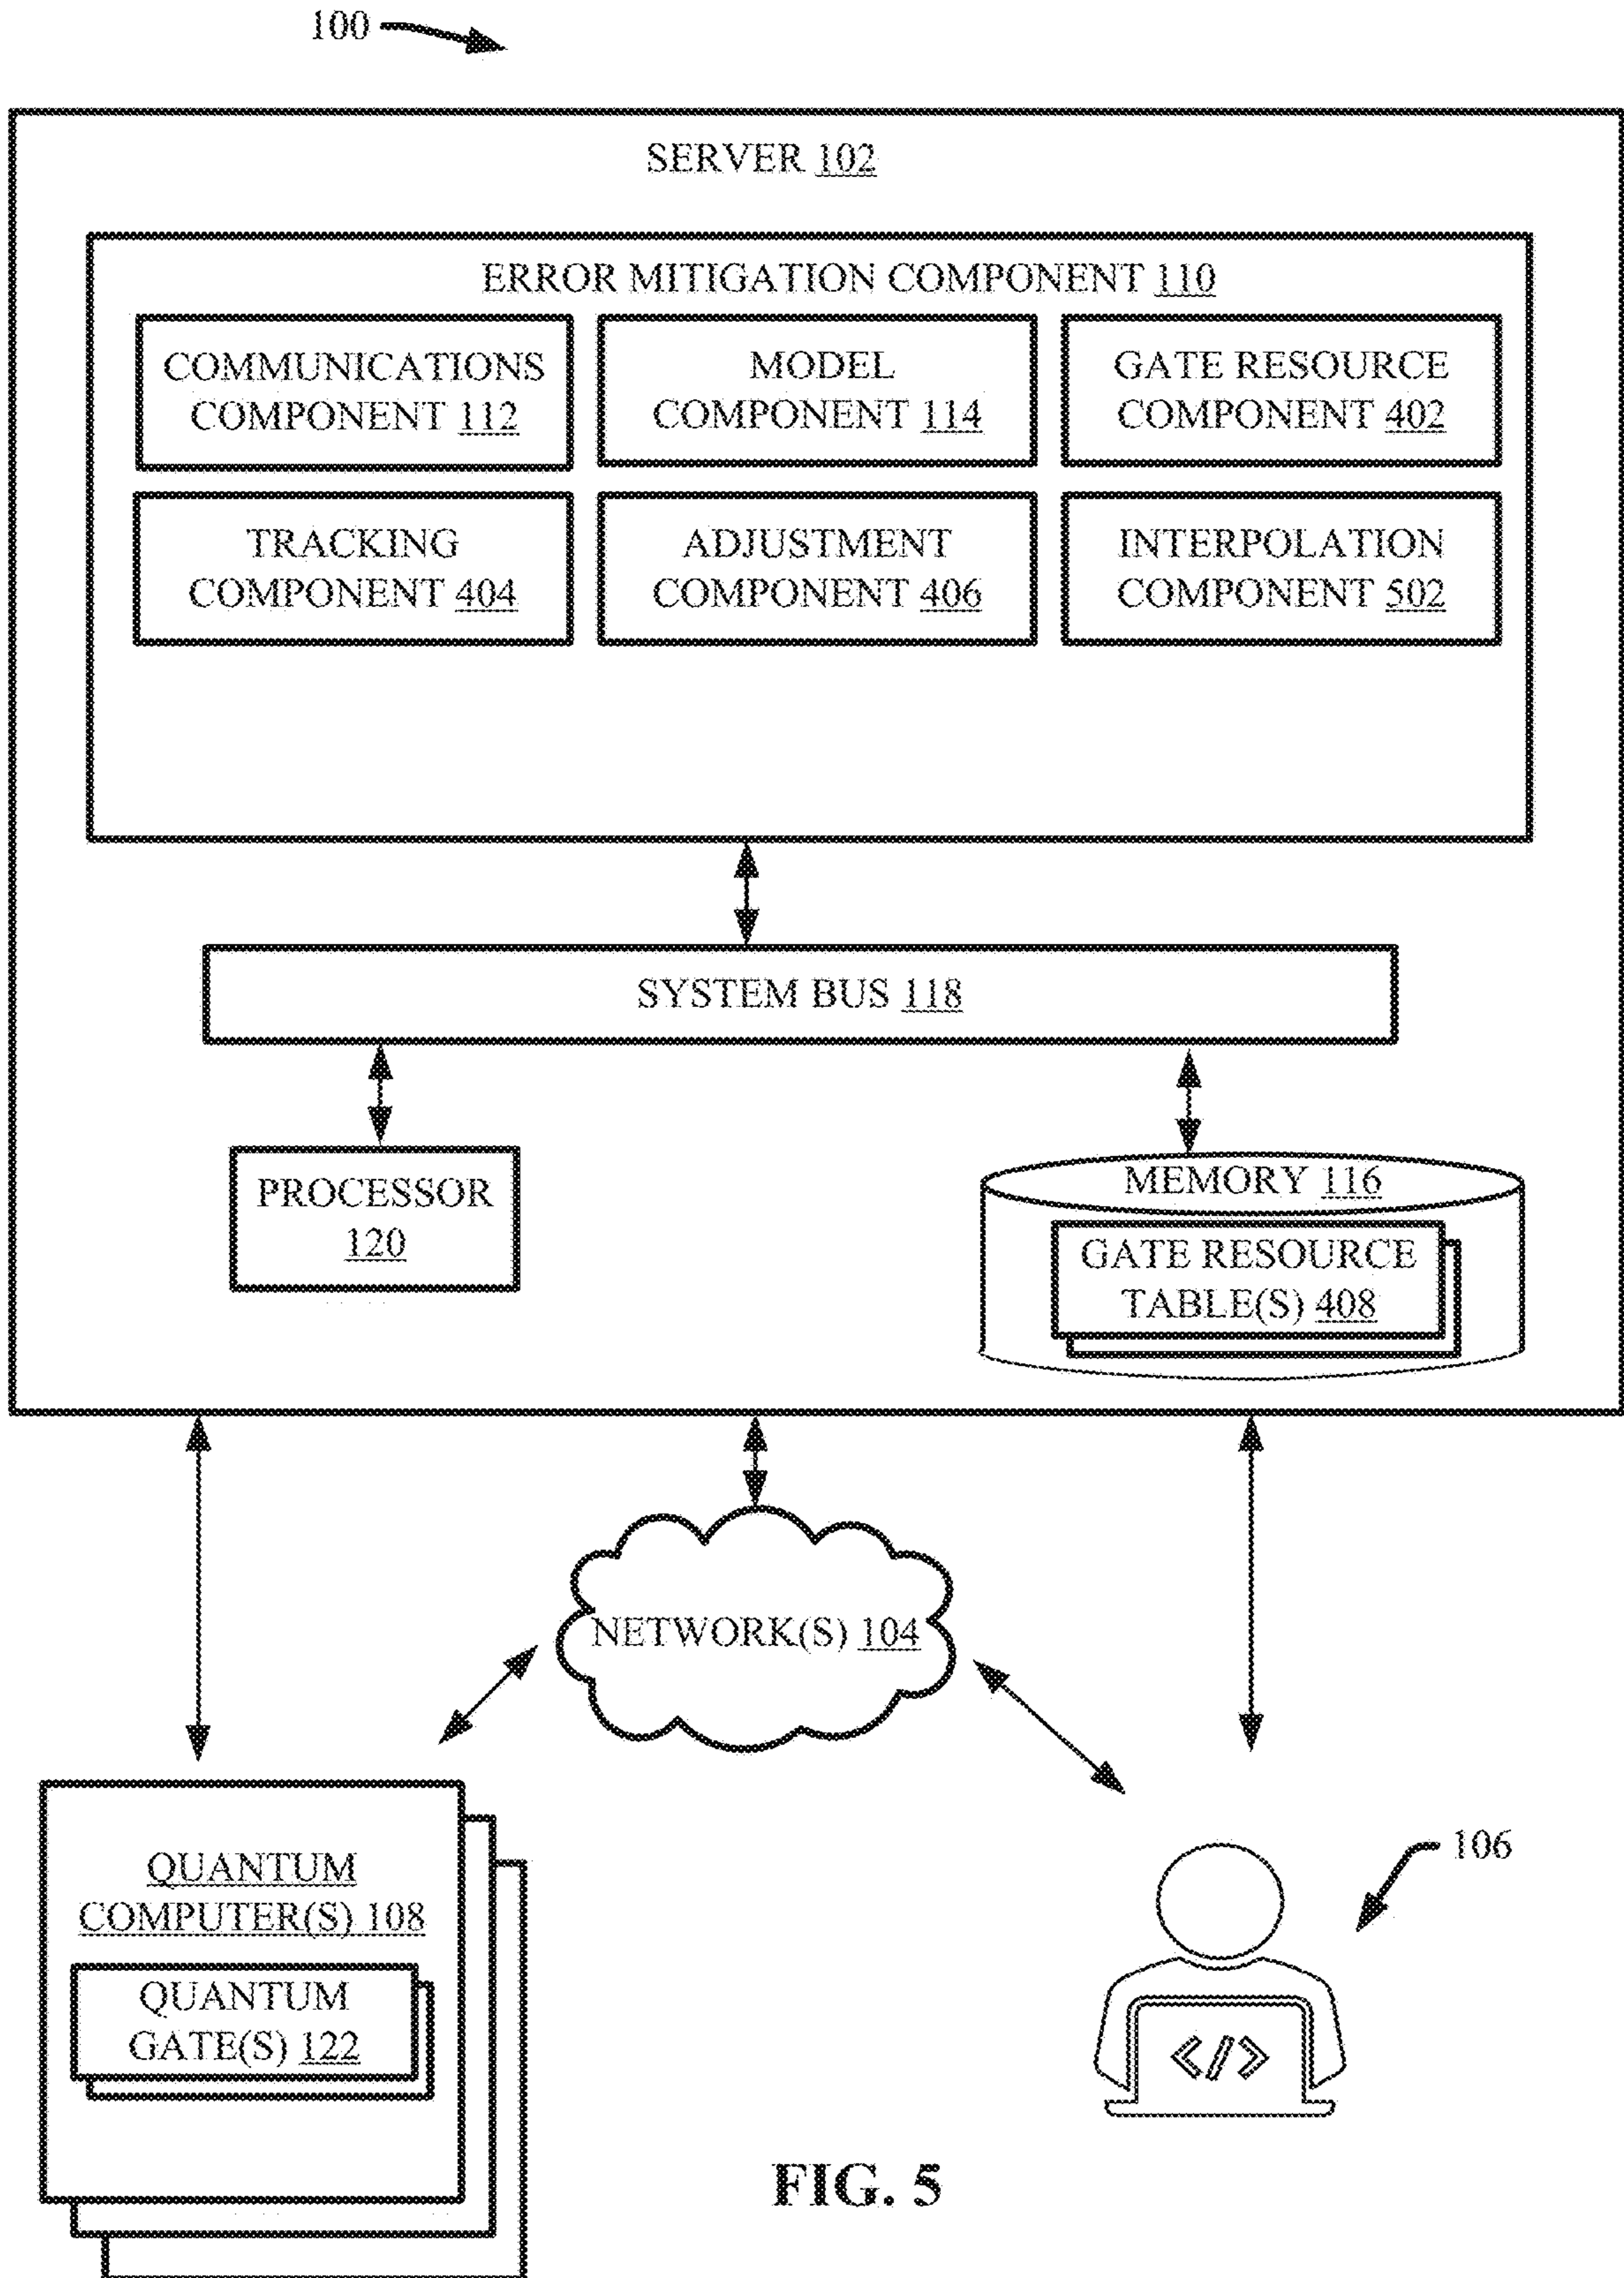 100
SERVER 102
ERROR MITIGATION COMPONENT 110
COMMUNICATIONS
COMPONENT 112
MODEL
COMPONENT 114
GATE RESOURCE
COMPONENT 402
TRACKING
COMPONENT 404
ADJUSTMENT
COMPONENT 406
INTERPOLATION
COMPONENT 502
SYSTEM BUS 118
PROCESSOR
120
MEMORY 116
GATE RESOURCE
TABLE(S) 408
NETWORK(S) 104
QUANTUM
COMPUTER(S) 108
QUANTUM
GATE(S) 122
106
</>
FIG. 5